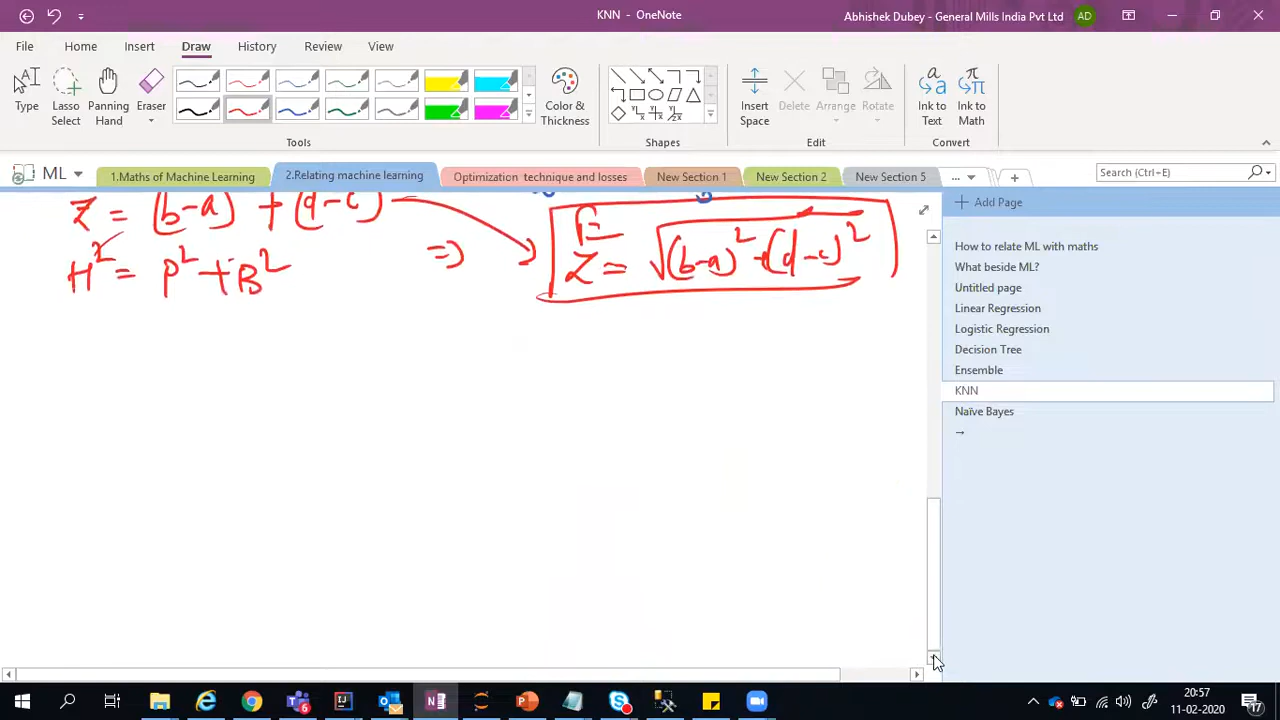 KNN - OneNote
Abhishek Dubey - General Mills India Pvt Ltd
AD
File Home Insert Draw History Review View
Type
Lasso Select
Panning Hand
Eraser
Color & Thickness
Insert Space
Delete
Arrange
Rotate
Ink to Text
Ink to Math
Tools
Shapes
Edit
Convert
ML
1.Maths of Machine Learning
2.Relating machine learning
Optimization technique and losses
New Section 1
New Section 2
New Section 5
...
Search (Ctrl+E)
Add Page
How to relate ML with maths
What beside ML?
Untitled page
Linear Regression
Logistic Regression
Decision Tree
Ensemble
KNN
Naïve Bayes
→
Z = (b-a) + (d-c)
H² = P² + B²
⇒
E
Z = √(b-a)² + (d-c)²
20:57
11-02-2020
17